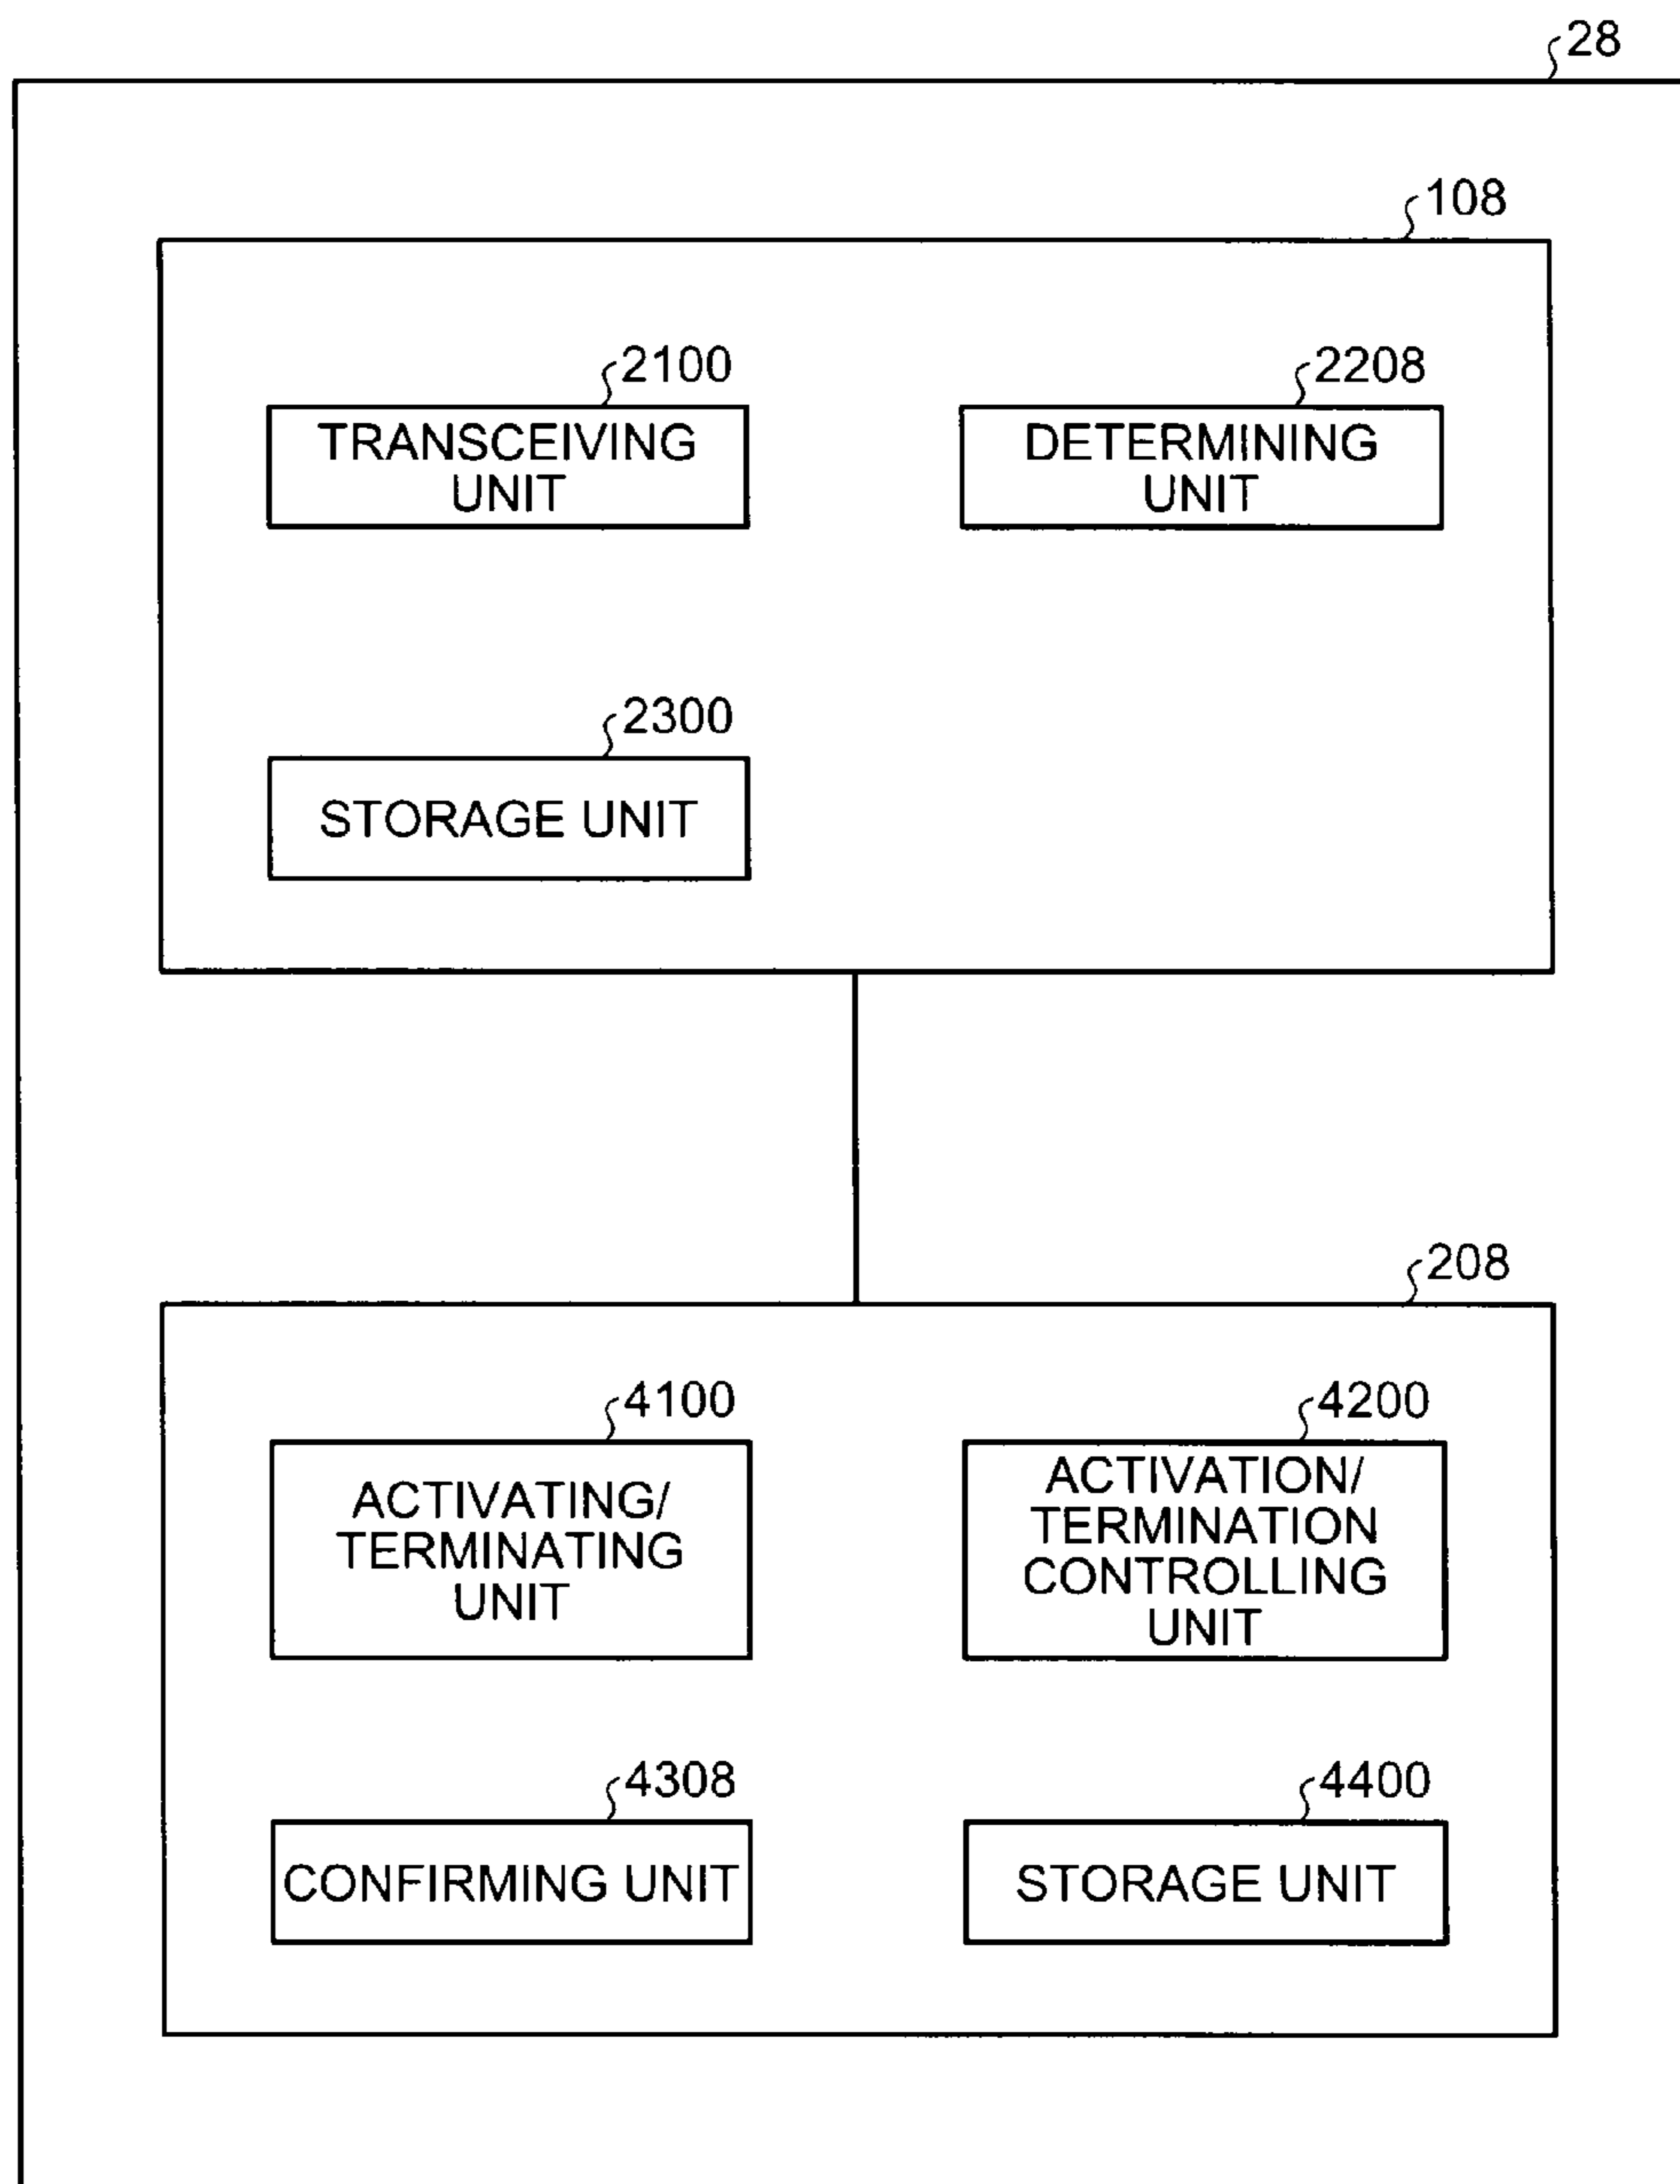 28
108
2100
TRANSCEIVING
UNIT
2208
DETERMINING
UNIT
2300
STORAGE UNIT
208
4100
ACTIVATING/
TERMINATING
UNIT
4200
ACTIVATION/
TERMINATION
CONTROLLING
UNIT
4308
CONFIRMING UNIT
4400
STORAGE UNIT